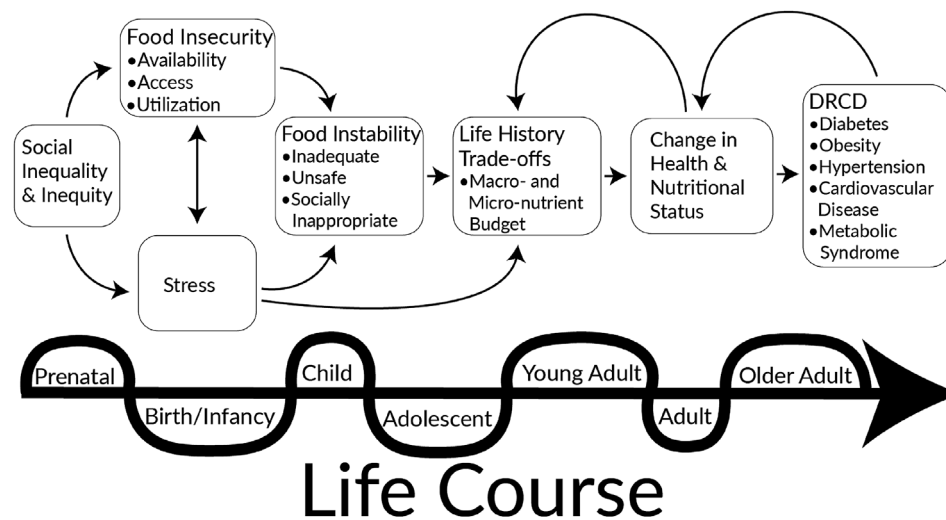 Food Insecurity
•Availability
•Access
•Utilization
Social
Inequality
& Inequity
Stress
Food Instability
•Inadequate
•Unsafe
•Socially
Inappropriate
Life History
Trade-offs
•Macro- and
Micro-nutrient
Budget
Change in
Health &
Nutritional
Status
DRCD
•Diabetes
•Obesity
•Hypertension
•Cardiovascular
Disease
•Metabolic
Syndrome
Prenatal
Birth/Infancy
Child
Adolescent
Young Adult
Adult
Older Adult
Life Course